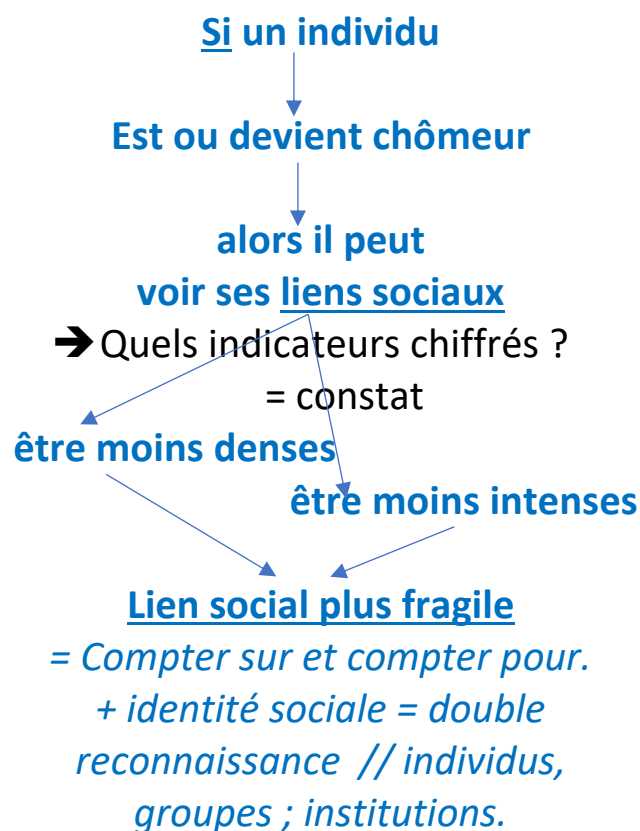 Si un individu
Est ou devient chômeur
alors il peut
voir ses liens sociaux
➔ Quels indicateurs chiffrés ?
= constat
être moins denses
être moins intenses
Lien social plus fragile
= Compter sur et compter pour.
+ identité sociale = double
reconnaissance // individus,
groupes ; institutions.